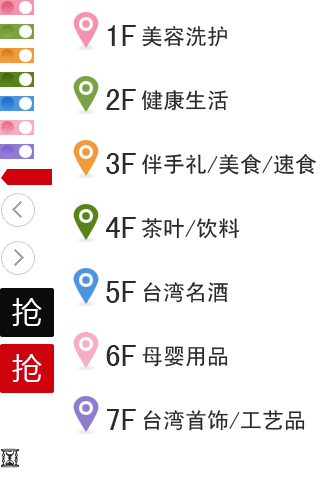 1F 美容洗护
2F 健康生活
3F 伴手礼/美食/速食
4F 茶叶/饮料
5F 台湾名酒
6F 母婴用品
7F 台湾首饰/工艺品
抢
抢